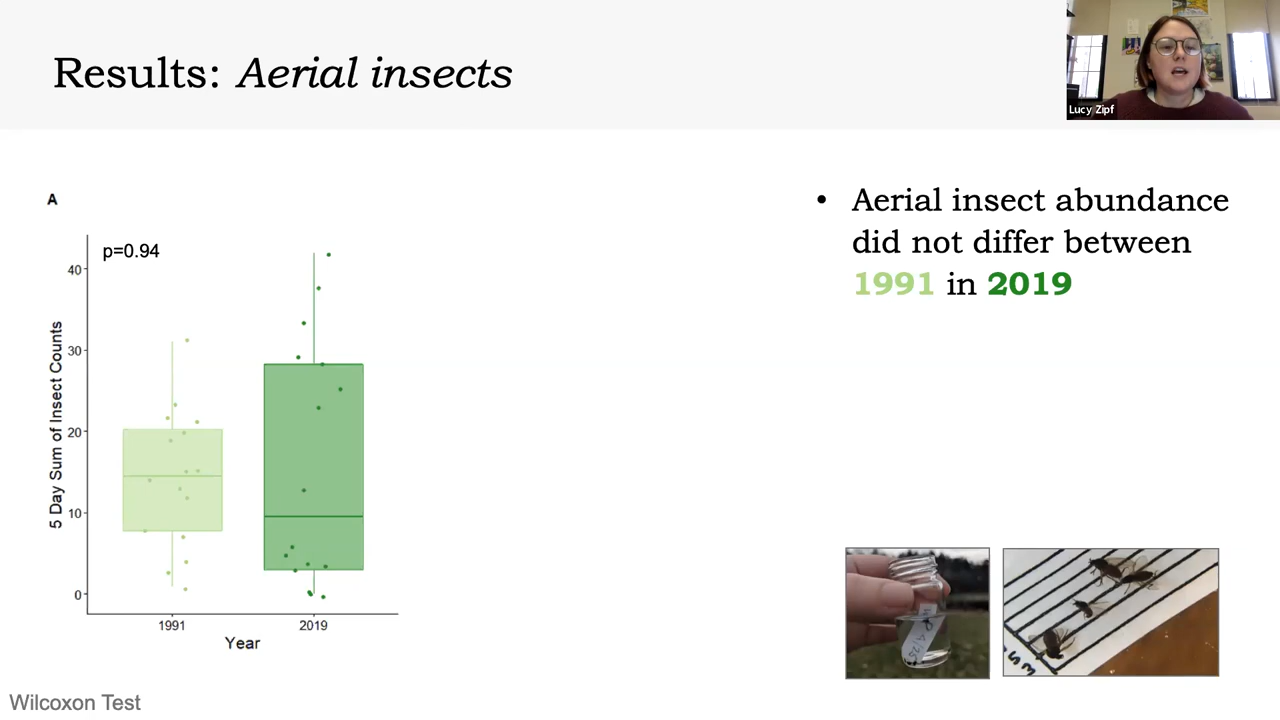 Results: Aerial insects
Lucy Zipf
A
p=0.94
40
30
20
10
0
5 Day Sum of Insect Counts
1991
2019
Year
• Aerial insect abundance
did not differ between
1991 in 2019
Wilcoxon Test